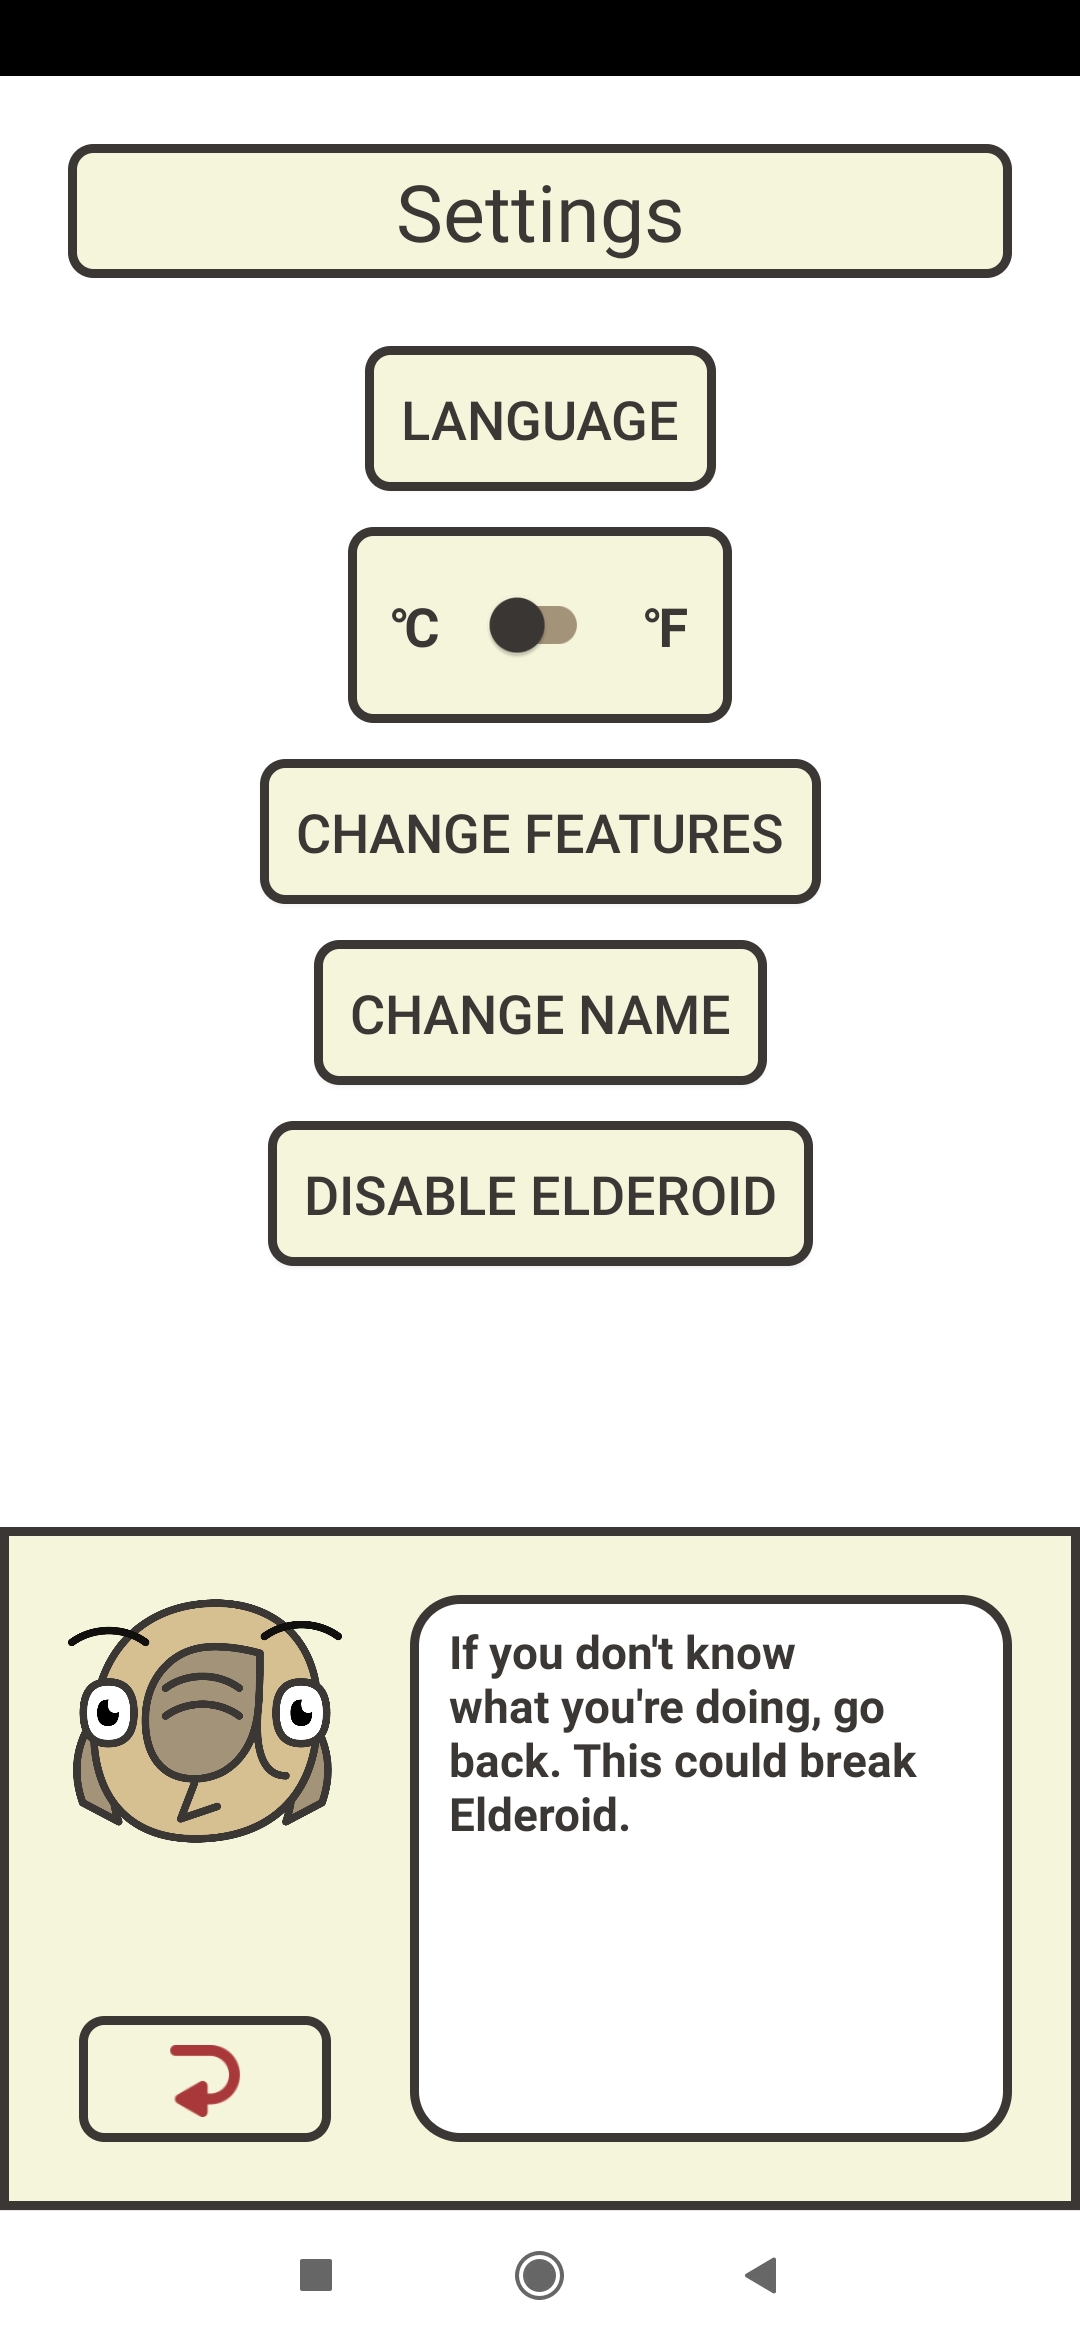 Settings
LANGUAGE
°C °F
CHANGE FEATURES
CHANGE NAME
DISABLE ELDEROID
If you don't know
what you're doing, go
back. This could break
Elderoid.